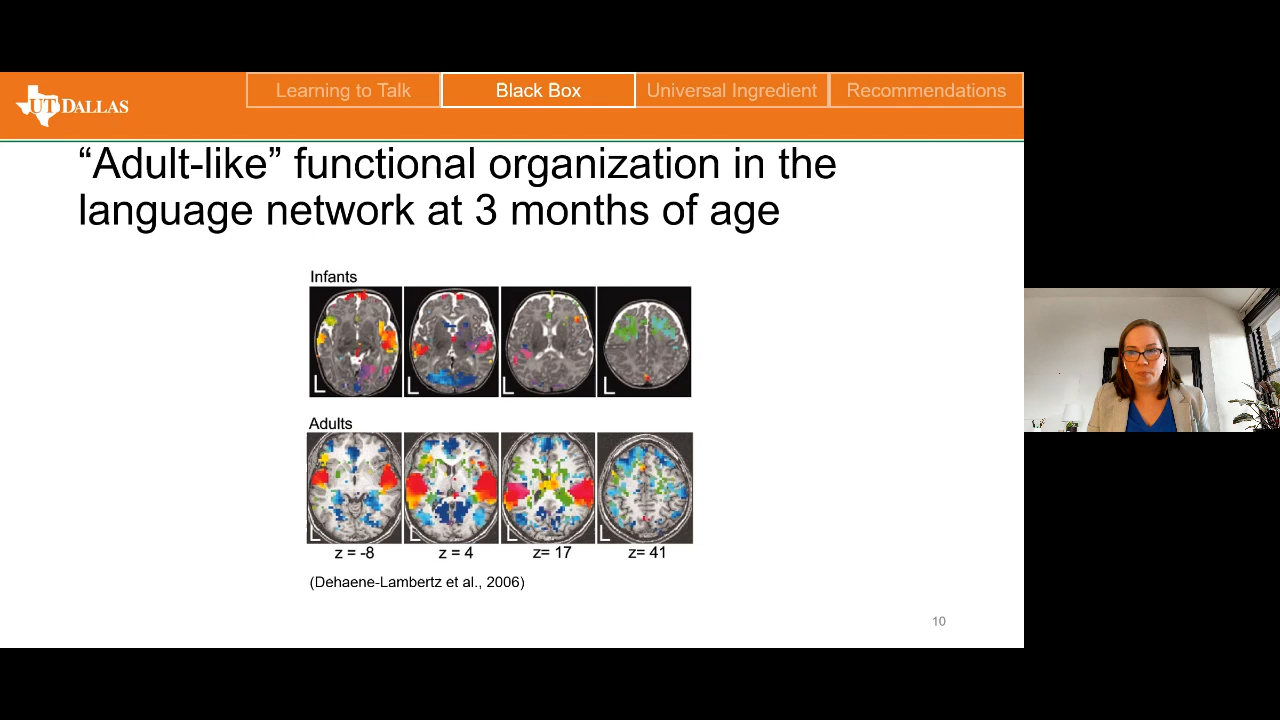 UT DALLAS
Learning to Talk
Black Box
Universal Ingredient
Recommendations
“Adult-like” functional organization in the
language network at 3 months of age
Infants
L
L
L
L
Adults
L
L
L
L
z = -8
z = 4
z= 17
z= 41
(Dehaene-Lambertz et al., 2006)
10